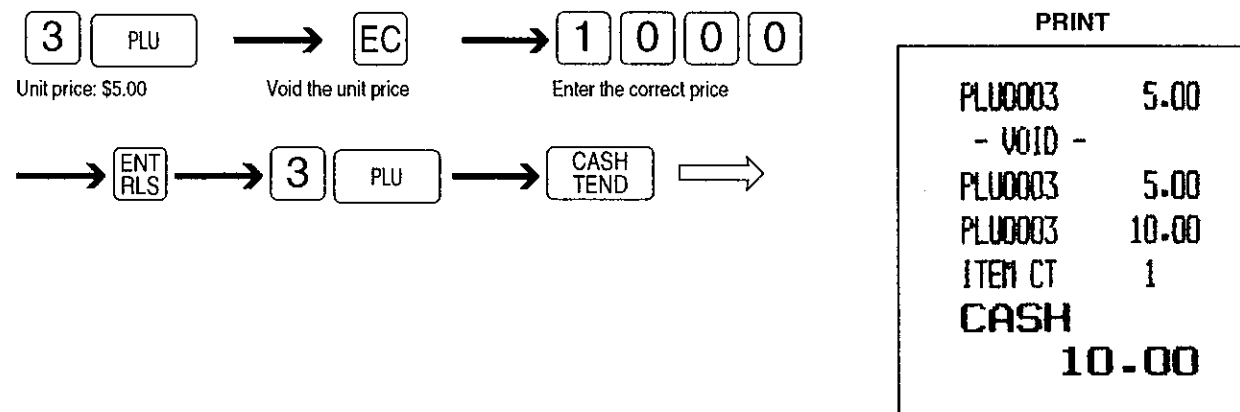 3 PLU EC 1 0 0 0
Unit price: $5.00 Void the unit price Enter the correct price
ENT RLS 3 PLU CASH TEND
PRINT
PLU0003 5.00
- VOID -
PLU0003 5.00
PLU0003 10.00
ITEM CT 1
CASH
10.00